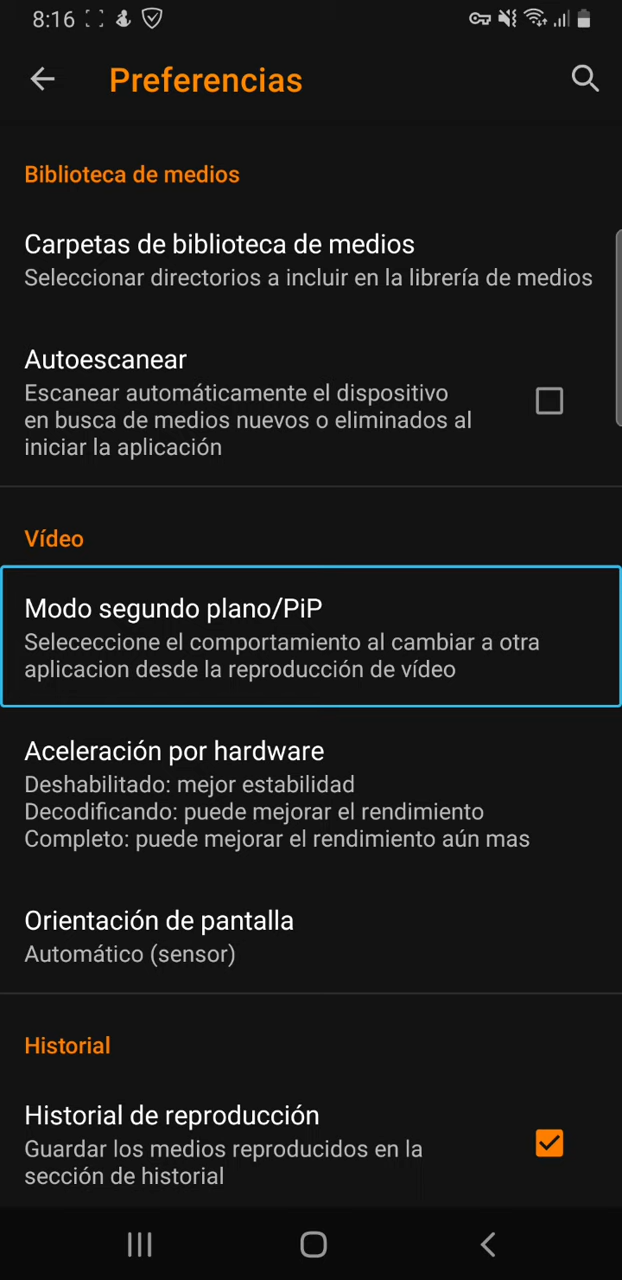 8:16
Preferencias
Biblioteca de medios
Carpetas de biblioteca de medios
Seleccionar directorios a incluir en la librería de medios
Autoescanear
Escanear automáticamente el dispositivo
en busca de medios nuevos o eliminados al
iniciar la aplicación
Vídeo
Modo segundo plano/PiP
Selececcione el comportamiento al cambiar a otra
aplicacion desde la reproducción de vídeo
Aceleración por hardware
Deshabilitado: mejor estabilidad
Decodificando: puede mejorar el rendimiento
Completo: puede mejorar el rendimiento aún mas
Orientación de pantalla
Automático (sensor)
Historial
Historial de reproducción
Guardar los medios reproducidos en la
sección de historial